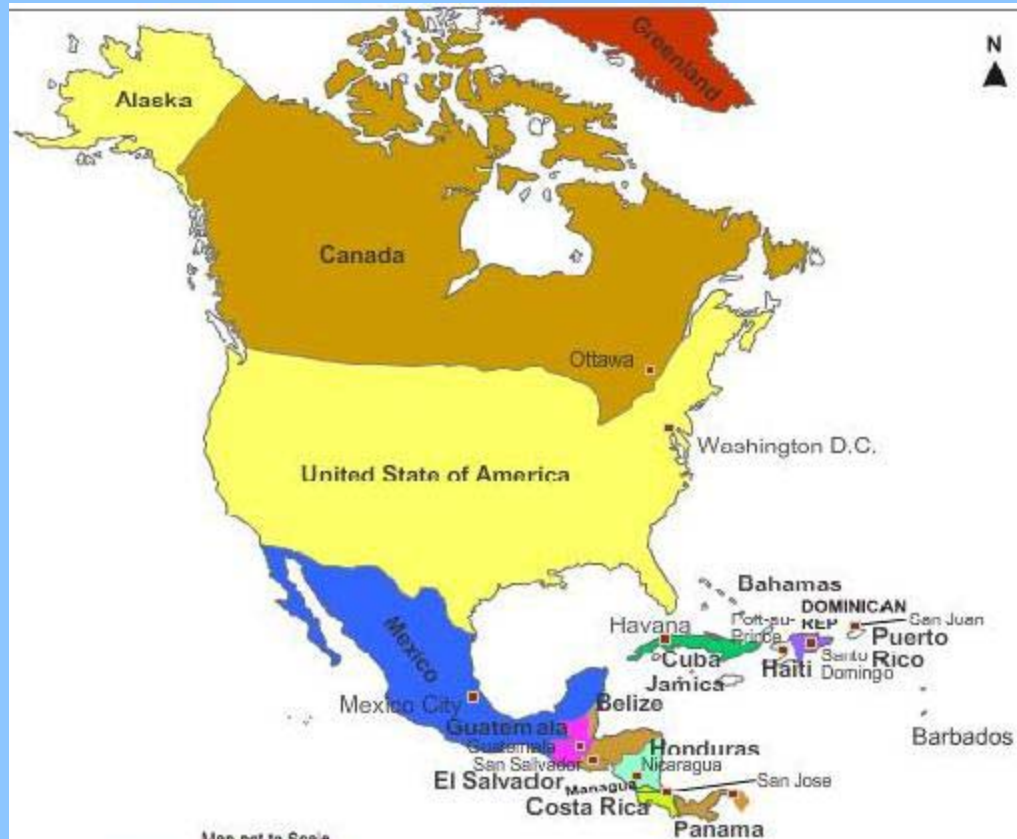 Greenland
N
Alaska
Canada
Ottawa
Washington D.C.
United State of America
Bahamas
DOMINICAN
REP
San Juan
Port-au-
Prince
Havana
Puerto
Rico
Cuba
Haiti
Santo
Domingo
Jamica
Mexico
Mexico City
Belize
Barbados
Guatemala
Guatemala
Honduras
San Salvador
Nicaragua
El Salvador
Managua
San Jose
Costa Rica
Panama
Map not to Scale